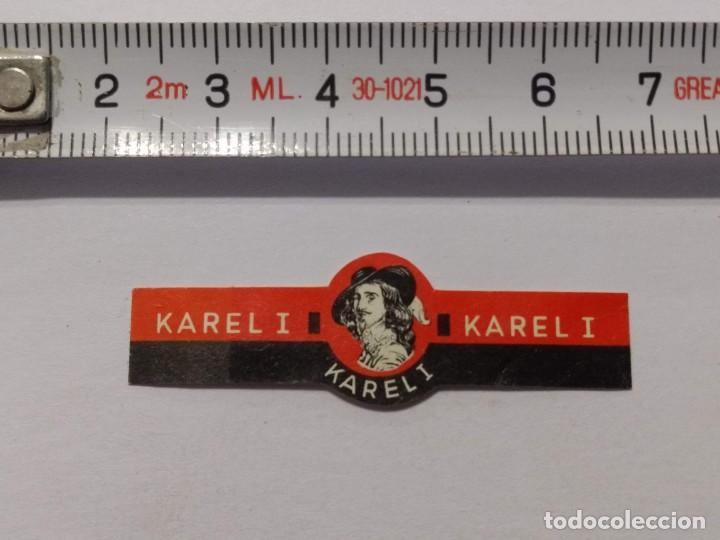 2 2m 3 ML. 4 30-1021 5 6 7 GREA
KAREL I KAREL I
KAREL I
todocoleccion